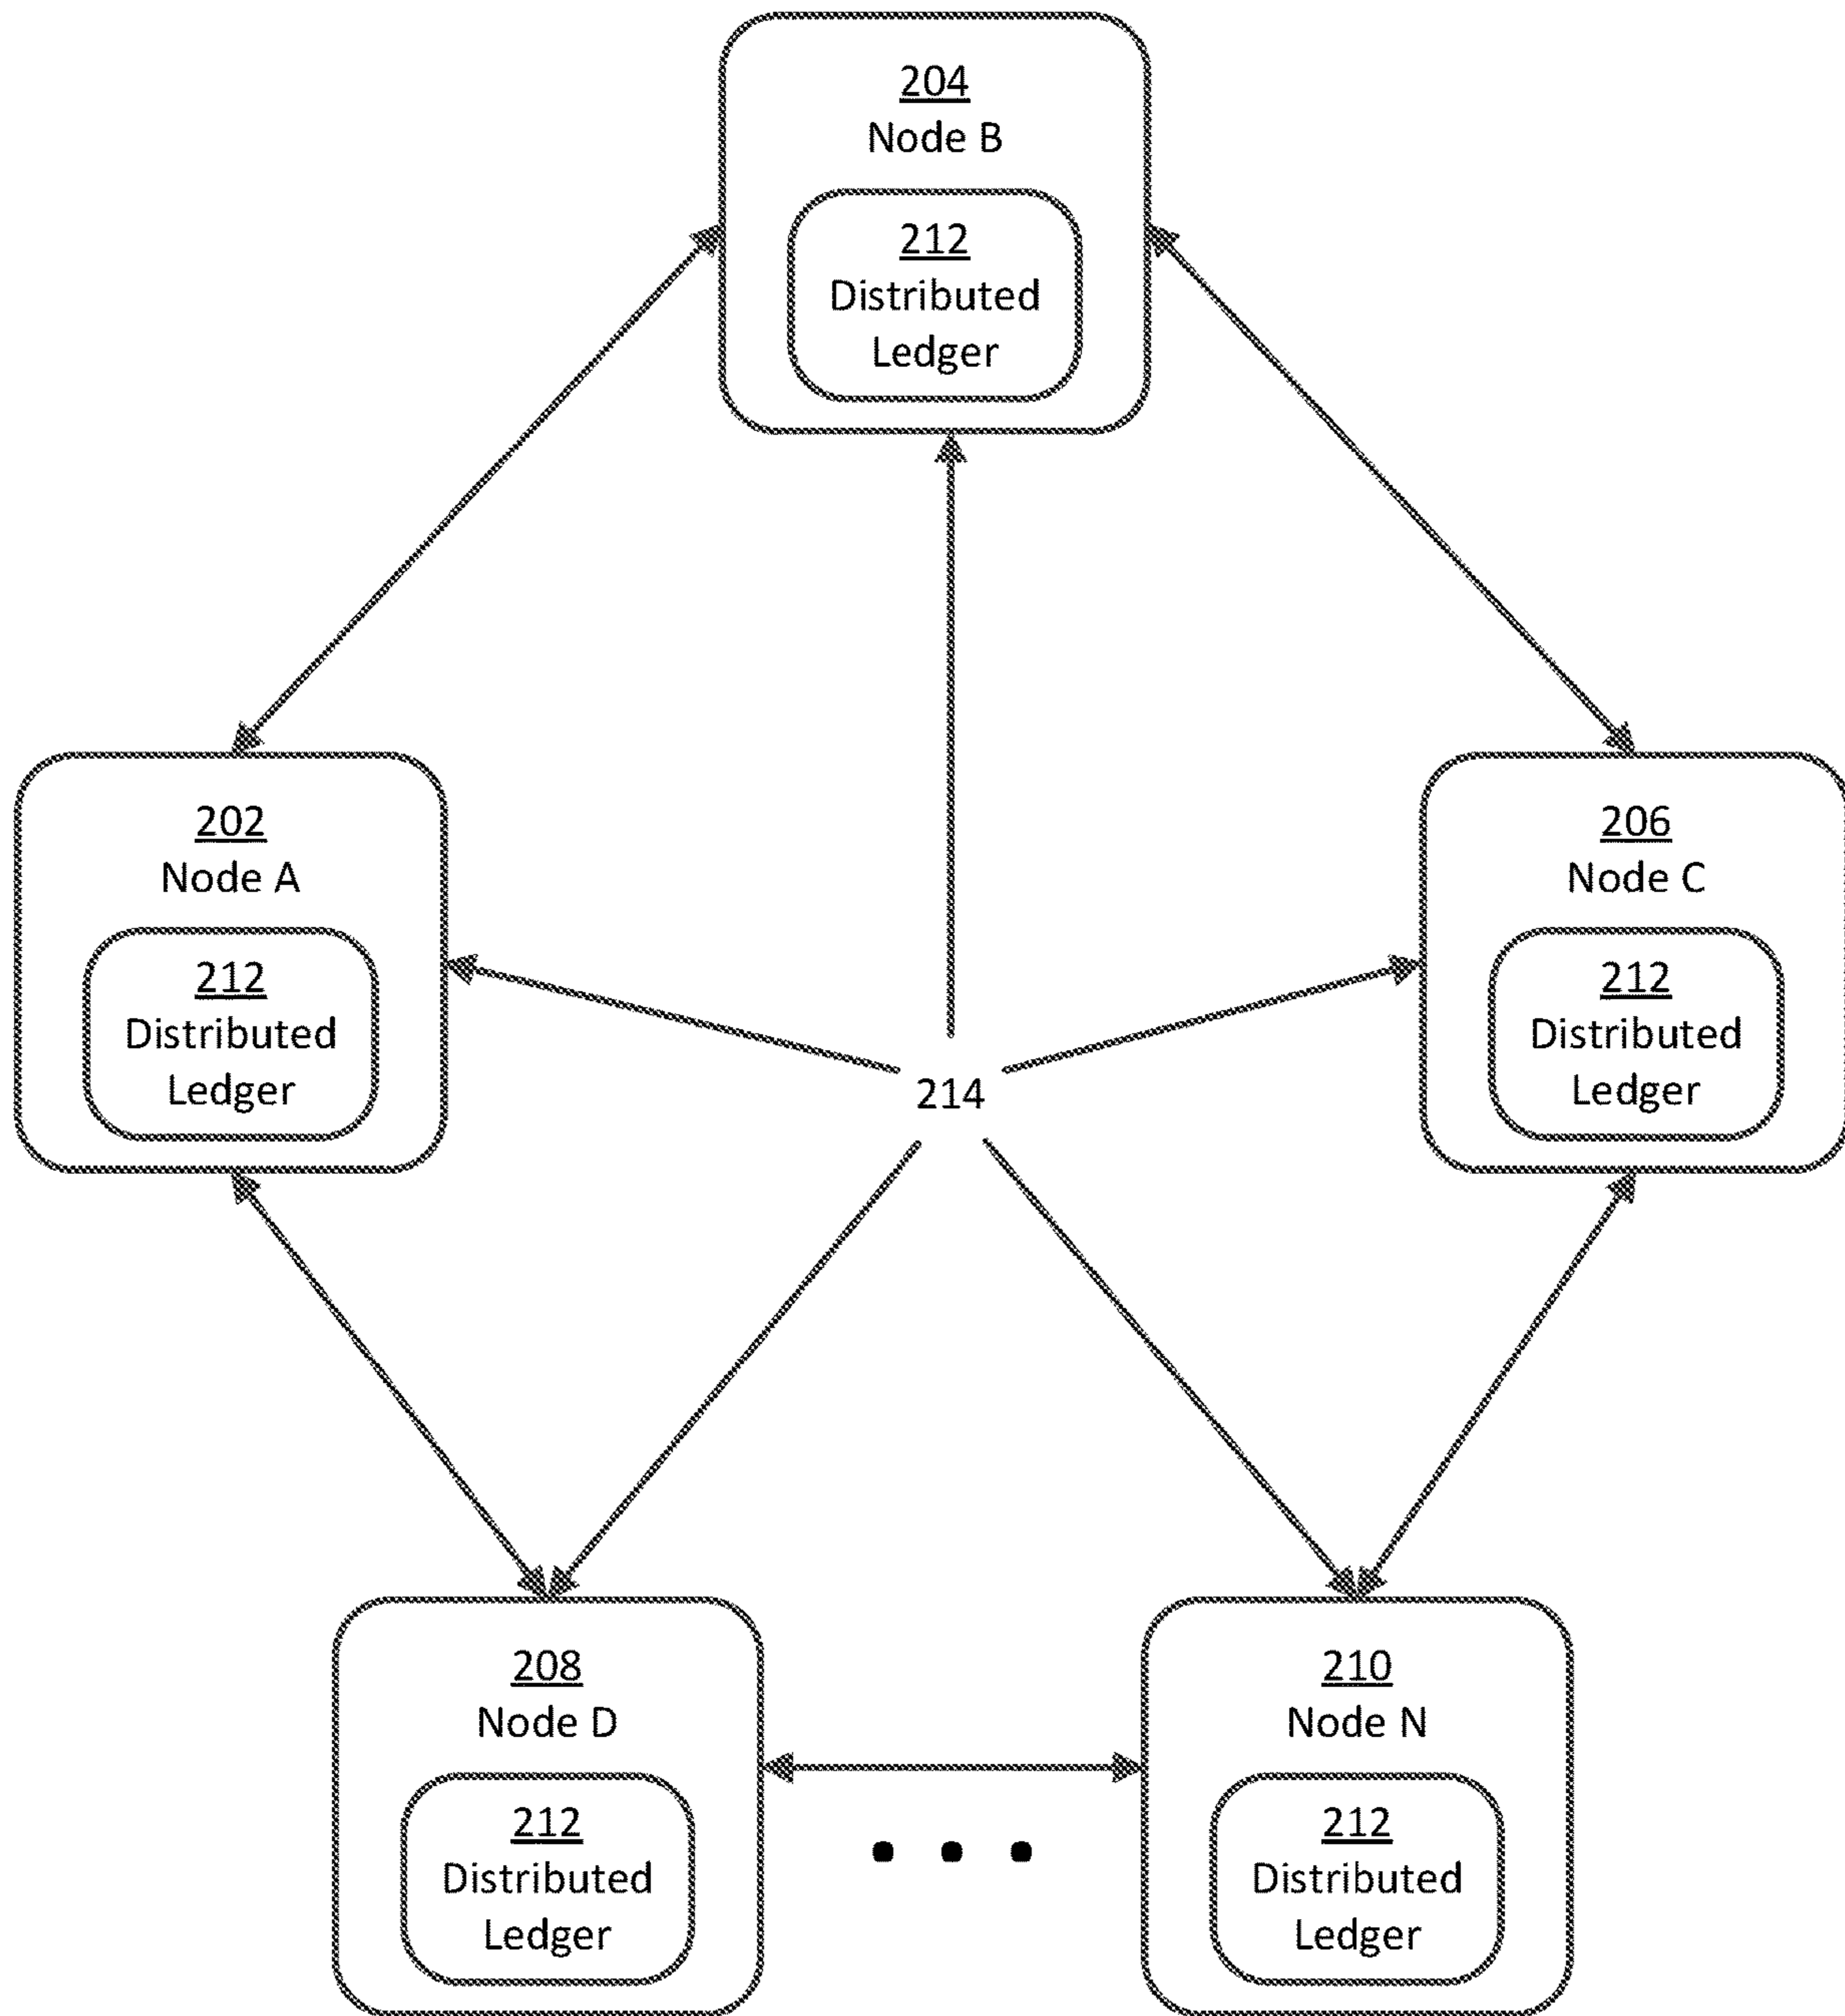 204
Node B
212
Distributed
Ledger
202
Node A
212
Distributed
Ledger
206
Node C
212
Distributed
Ledger
214
208
Node D
212
Distributed
Ledger
210
Node N
212
Distributed
Ledger